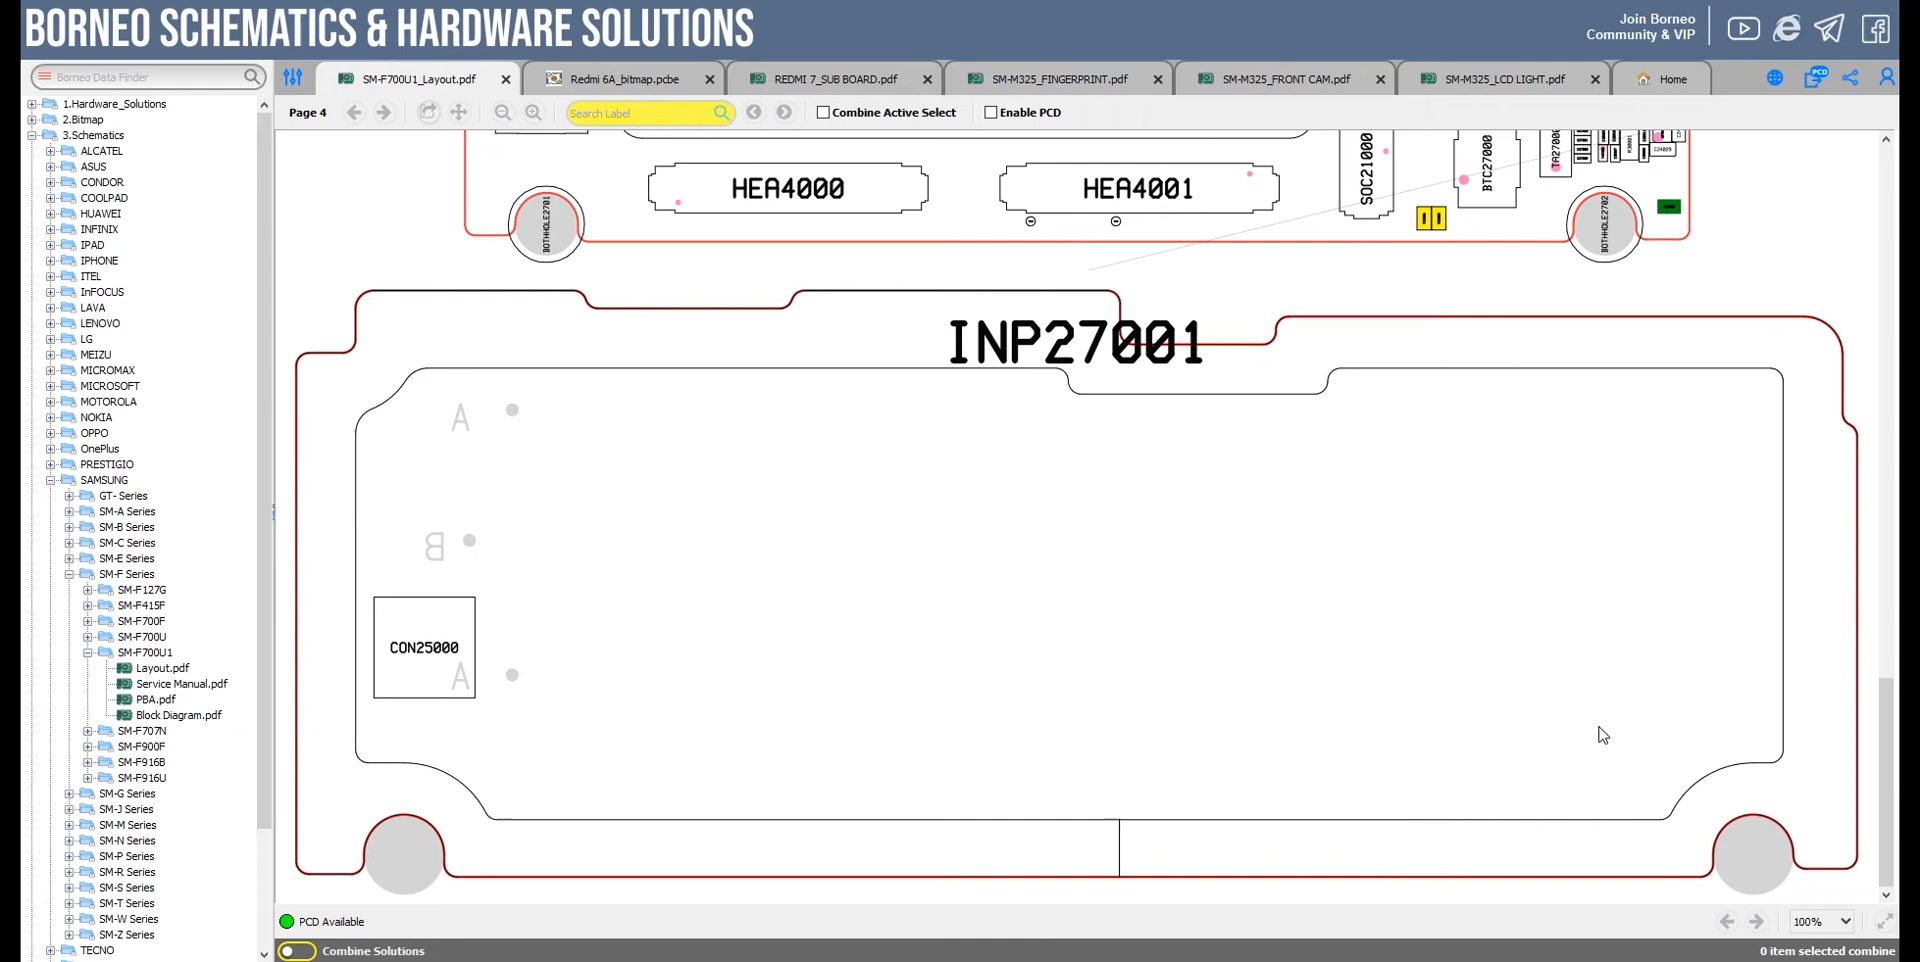 BORNEO SCHEMATICS & HARDWARE SOLUTIONS
Join Borneo
Community & VIP
Borneo Data Finder
SM-F700U1_Layout.pdf
Redmi 6A_bitmap.pcbe
REDMI 7_SUB BOARD.pdf
SM-M325_FINGERPRINT.pdf
SM-M325_FRONT CAM.pdf
SM-M325_LCD LIGHT.pdf
Home
PCD
Page 4
Search Label
Combine Active Select
Enable PCD
1.Hardware_Solutions
2.Bitmap
3.Schematics
ALCATEL
ASUS
CONDOR
COOLPAD
HUAWEI
INFINIX
IPAD
IPHONE
ITEL
InFOCUS
LAVA
LENOVO
LG
MEIZU
MICROMAX
MICROSOFT
MOTOROLA
NOKIA
OPPO
OnePlus
PRESTIGIO
SAMSUNG
GT- Series
SM-A Series
SM-B Series
SM-C Series
SM-E Series
SM-F Series
SM-F127G
SM-F415F
SM-F700F
SM-F700U
SM-F700U1
Layout.pdf
Service Manual.pdf
PBA.pdf
Block Diagram.pdf
SM-F707N
SM-F900F
SM-F916B
SM-F916U
SM-G Series
SM-J Series
SM-M Series
SM-N Series
SM-P Series
SM-R Series
SM-S Series
SM-T Series
SM-W Series
SM-Z Series
TECNO
HEA4000
HEA4001
SOC21000
BTC27000
TA27000
BOTHHOLE2701
BOTHHOLE2702
INP27001
A
B
CON25000
A
PCD Available
100%
Combine Solutions
0 item selected combine